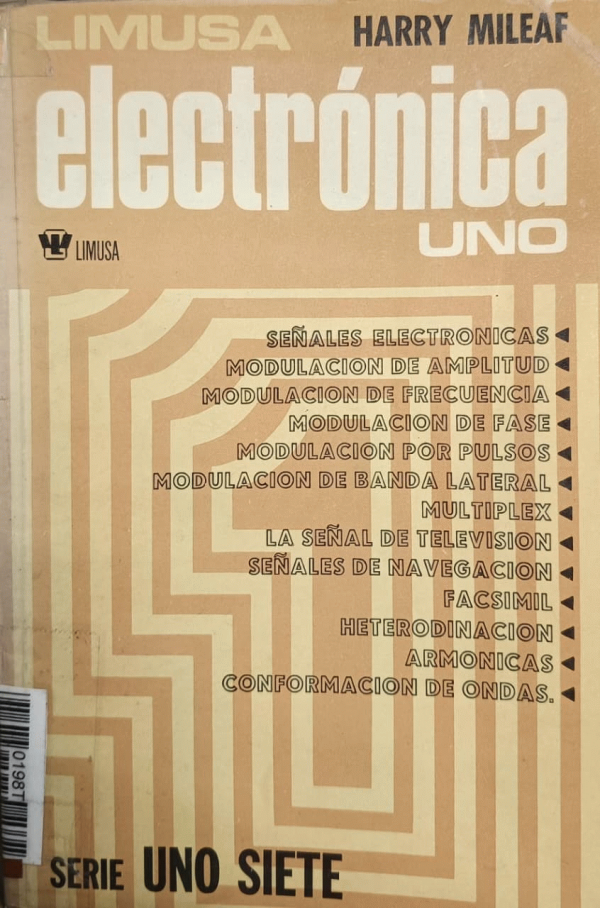 LIMUSA HARRY MILEAF
electrónica
UNO
LIMUSA
SEÑALES ELECTRONICAS
MODULACION DE AMPLITUD
MODULACION DE FRECUENCIA
MODULACION DE FASE
MODULACION POR PULSOS
MODULACION DE BANDA LATERAL
MULTIPLEX
LA SEÑAL DE TELEVISION
SEÑALES DE NAVEGACION
FACSIMIL
HETERODINACION
ARMONICAS
CONFORMACION DE ONDAS.
01981
SERIE UNO SIETE